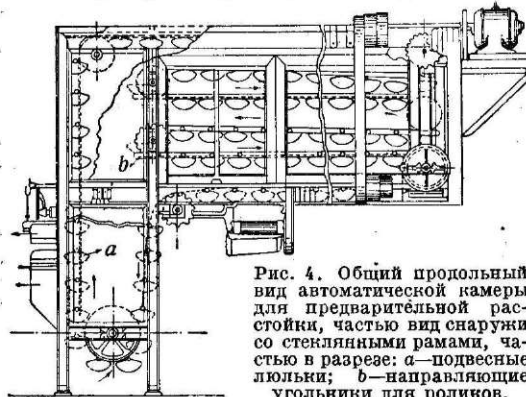 b
a
Рис. 4. Общий продольный
вид автоматической камеры
для предварительной рас-
стойки, частью вид снаружи
со стеклянными рамами, ча-
стью в разрезе: а—подвесные
люльки; b—направляющие
угольники для роликов.